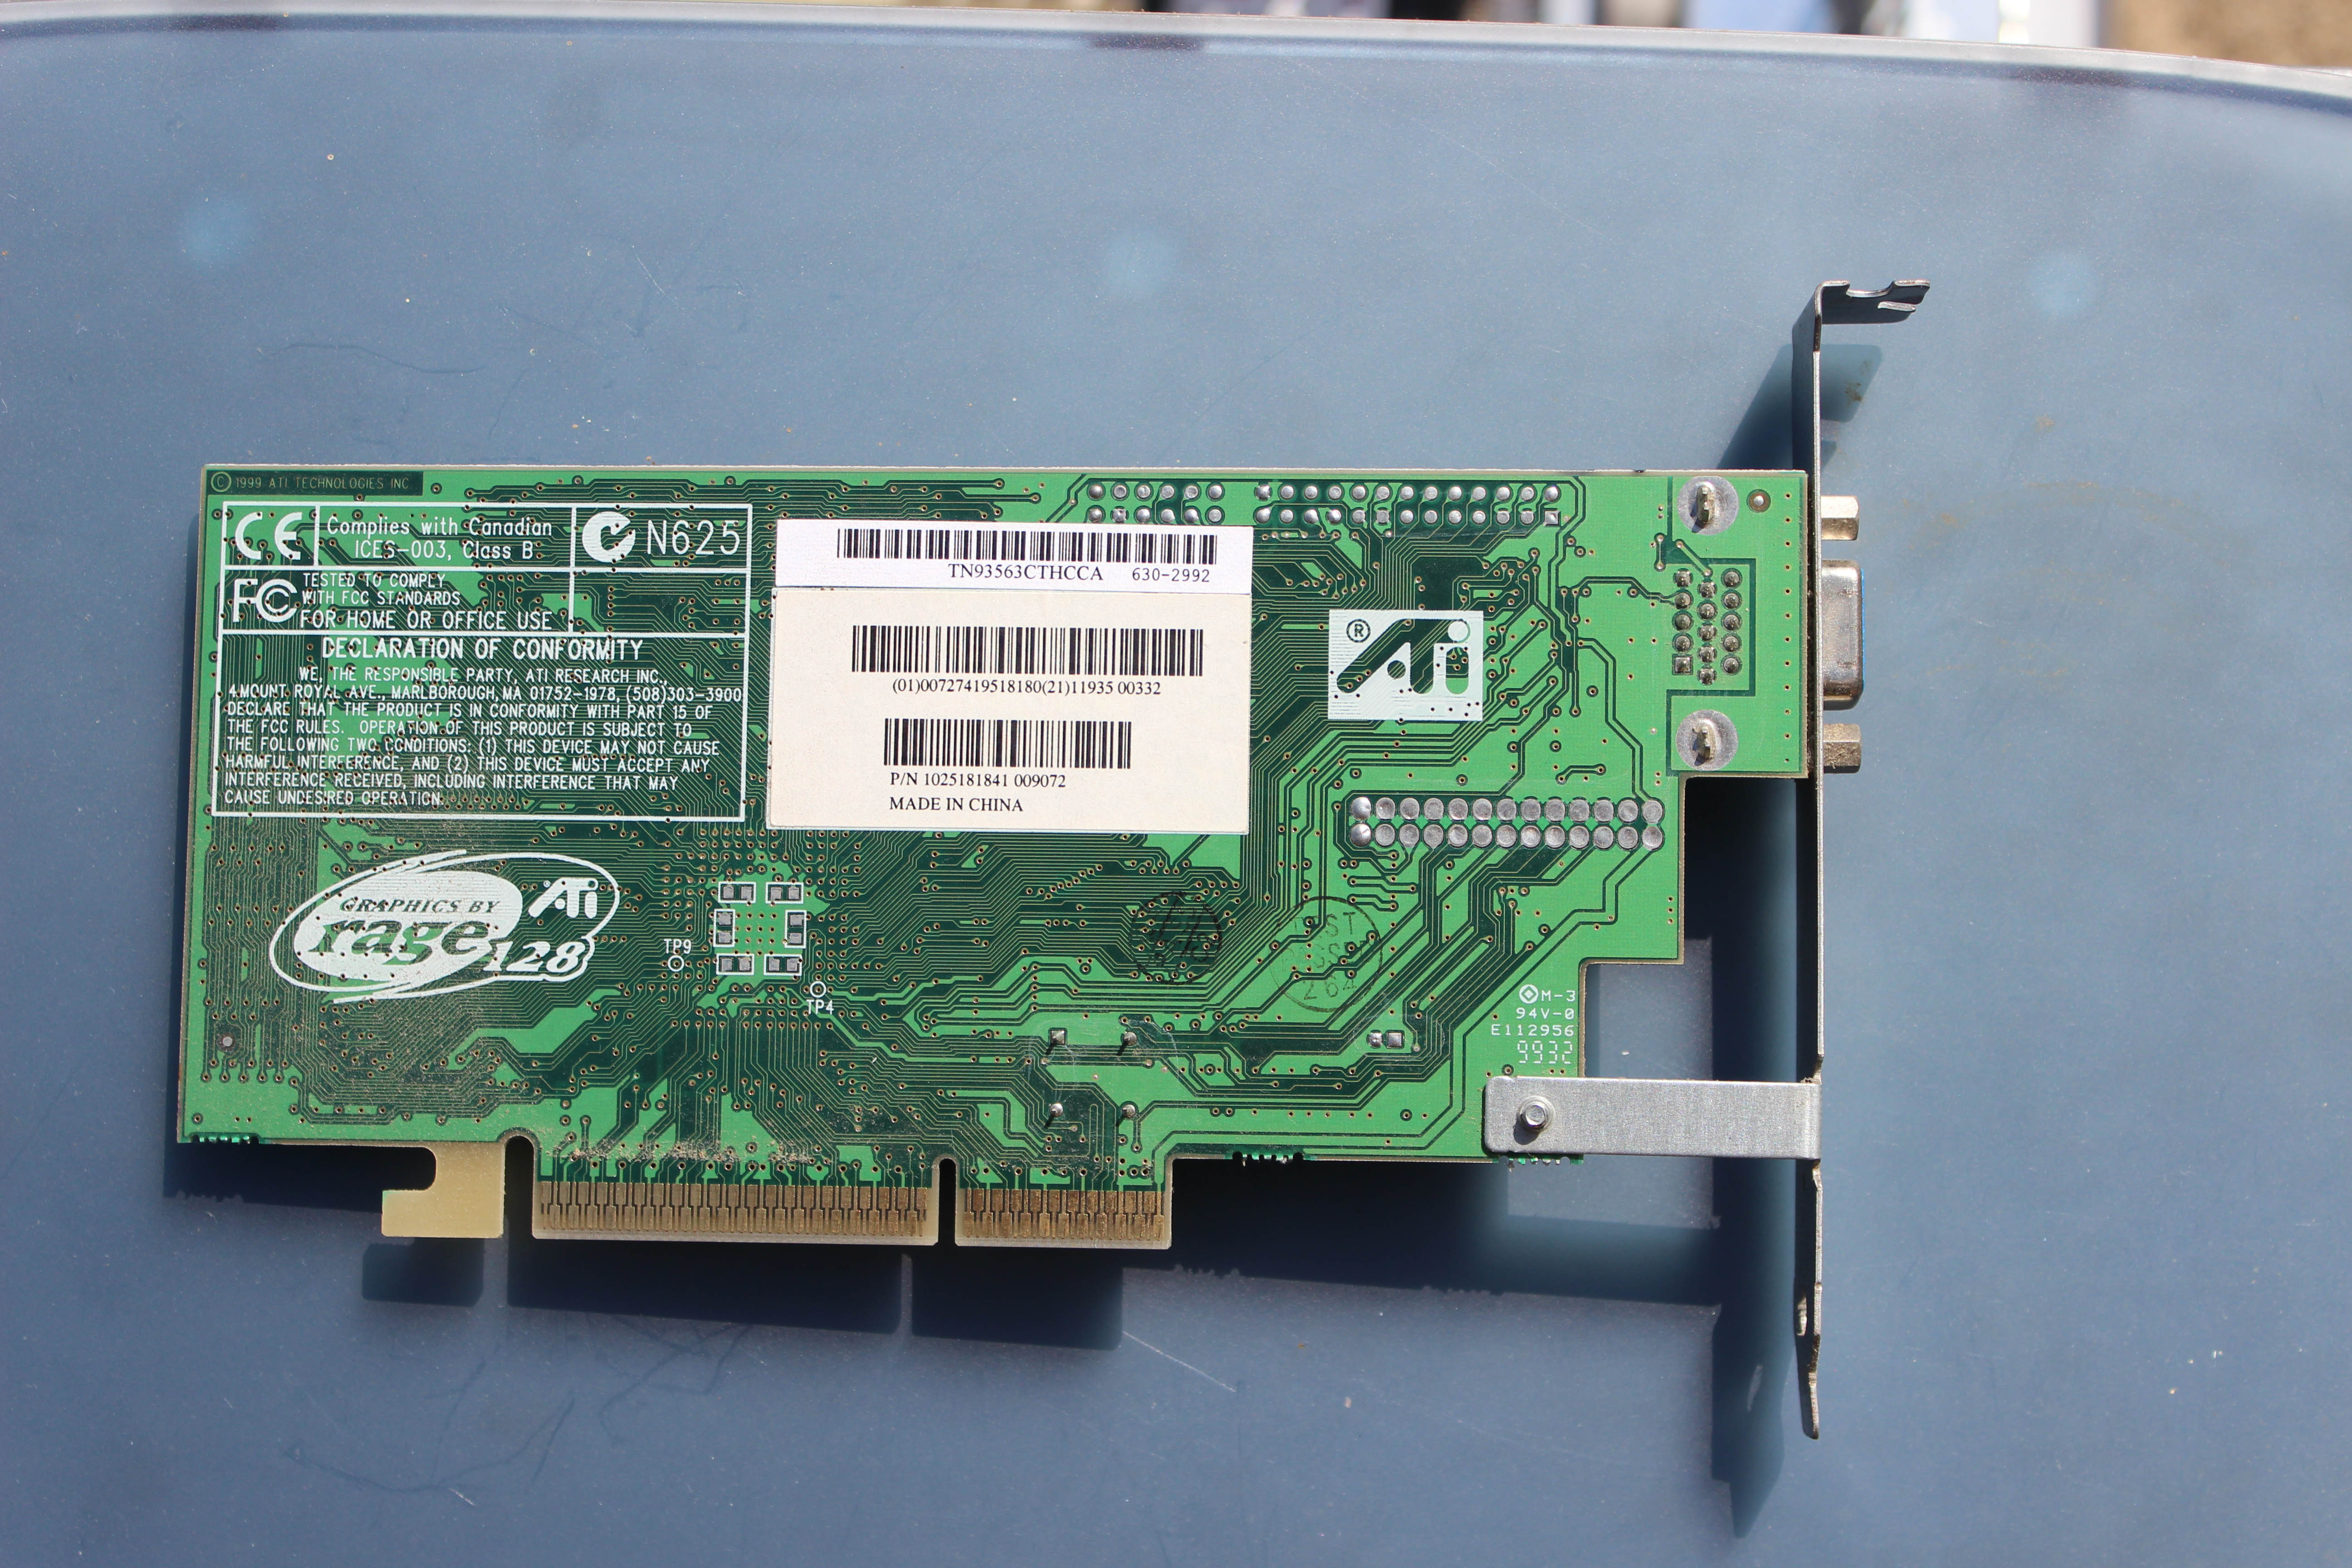 © 1999 ATI TECHNOLOGIES INC.
CE
Complies with Canadian
ICES-003, Class B
N625
FC
TESTED TO COMPLY
WITH FCC STANDARDS
FOR HOME OR OFFICE USE
DECLARATION OF CONFORMITY
WE, THE RESPONSIBLE PARTY, ATI RESEARCH INC.,
4 MOUNT ROYAL AVE., MARLBOROUGH, MA 01752-1978, (508)303-3900
DECLARE THAT THE PRODUCT IS IN CONFORMITY WITH PART 15 OF
THE FCC RULES. OPERATION OF THIS PRODUCT IS SUBJECT TO
THE FOLLOWING TWO CONDITIONS: (1) THIS DEVICE MAY NOT CAUSE
HARMFUL INTERFERENCE, AND (2) THIS DEVICE MUST ACCEPT ANY
INTERFERENCE RECEIVED, INCLUDING INTERFERENCE THAT MAY
CAUSE UNDESIRED OPERATION.
TN93563CTHCCA 630-2992
(01)00727419518180(21)11935 00332
P/N 1025181841 009072
MADE IN CHINA
® ATi
GRAPHICS BY
ATi
rage 128
TP9
TP4
264
M-3
94V-0
E112956
9932